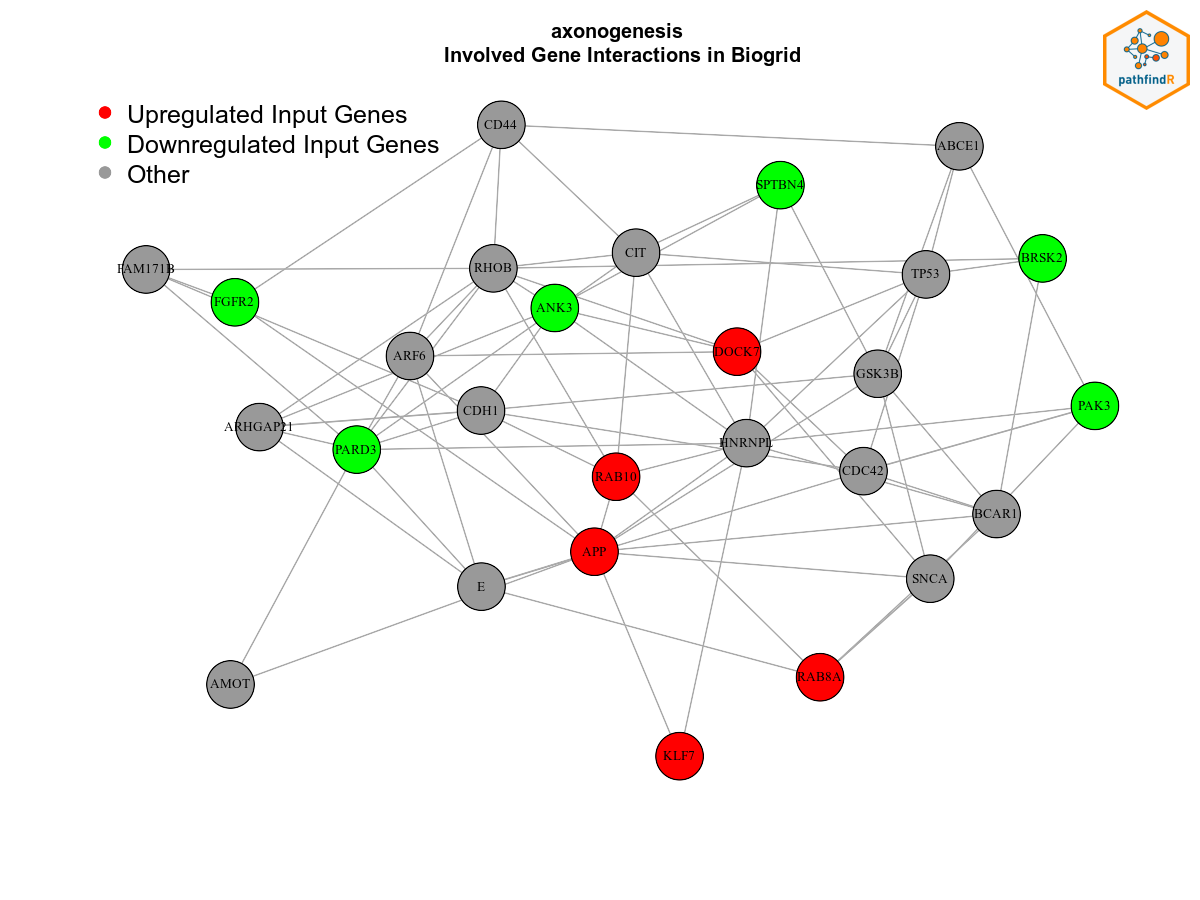 axonogenesis
Involved Gene Interactions in Biogrid
pathfindR
Upregulated Input Genes
Downregulated Input Genes
Other
CD44
ABCE1
SPTBN4
CIT
BRSK2
FAM171B
RHOB
TP53
FGFR2
ANK3
DOCK7
ARF6
GSK3B
PAK3
CDH1
ARHGAP21
PARD3
HNRNPL
CDC42
RAB10
BCAR1
APP
SNCA
E
AMOT
RAB8A
KLF7